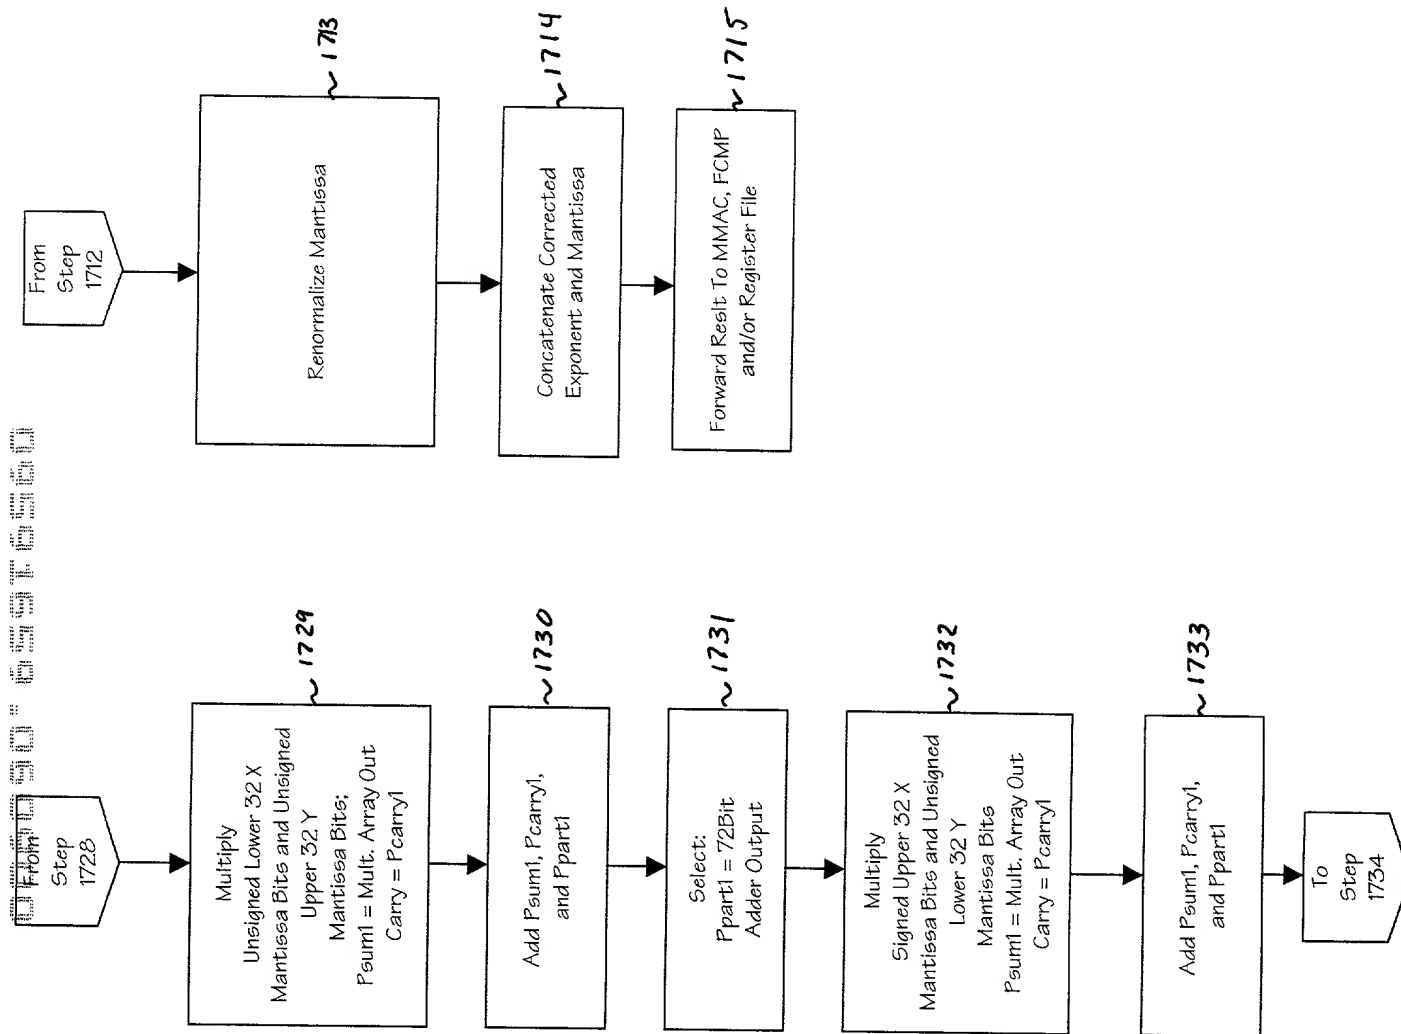 From
Step
1712
Renormalize Mantissa
1713
Concatenate Corrected
Exponent and Mantissa
1714
Forward Reslt To MMAC, FCMP
and/or Register File
1715
From
Step
1728
Multiply
Unsigned Lower 32 X
Mantissa Bits and Unsigned
Upper 32 Y
Mantissa Bits;
Psum1 = Mult. Array Out
Carry = Pcarry1
1729
Add Psum1, Pcarry1,
and Ppart1
1730
Select:
Ppart1 = 72Bit
Adder Output
1731
Multiply
Signed Upper 32 X
Mantissa Bits and Unsigned
Lower 32 Y
Mantissa Bits
Psum1 = Mult. Array Out
Carry = Pcarry1
1732
Add Psum1, Pcarry1,
and Ppart1
1733
To
Step
1734